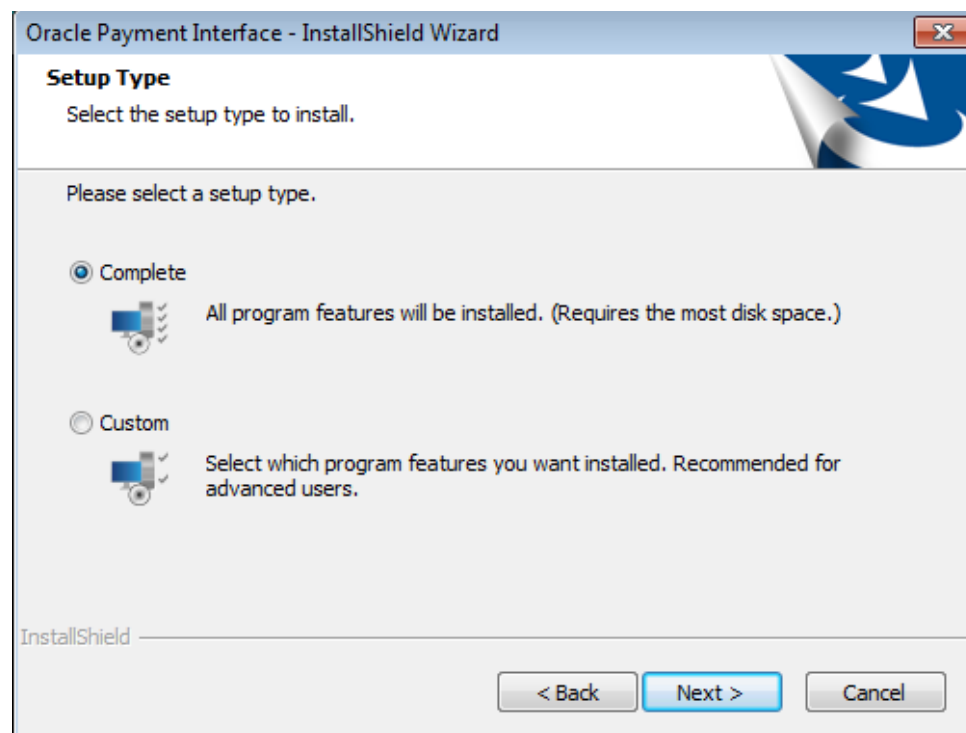 Oracle Payment Interface - InstallShield Wizard
Setup Type
Select the setup type to install.
Please select a setup type.
Complete
All program features will be installed. (Requires the most disk space.)
Custom
Select which program features you want installed. Recommended for
advanced users.
InstallShield
< Back
Next >
Cancel